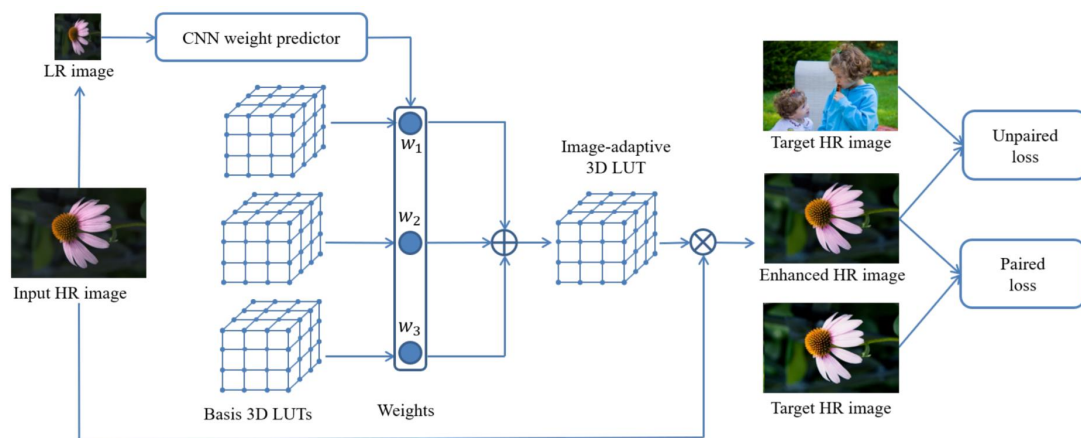 CNN weight predictor
LR image
Input HR image
Basis 3D LUTs
w1
w2
w3
Weights
Image-adaptive
3D LUT
Target HR image
Enhanced HR image
Target HR image
Unpaired
loss
Paired
loss